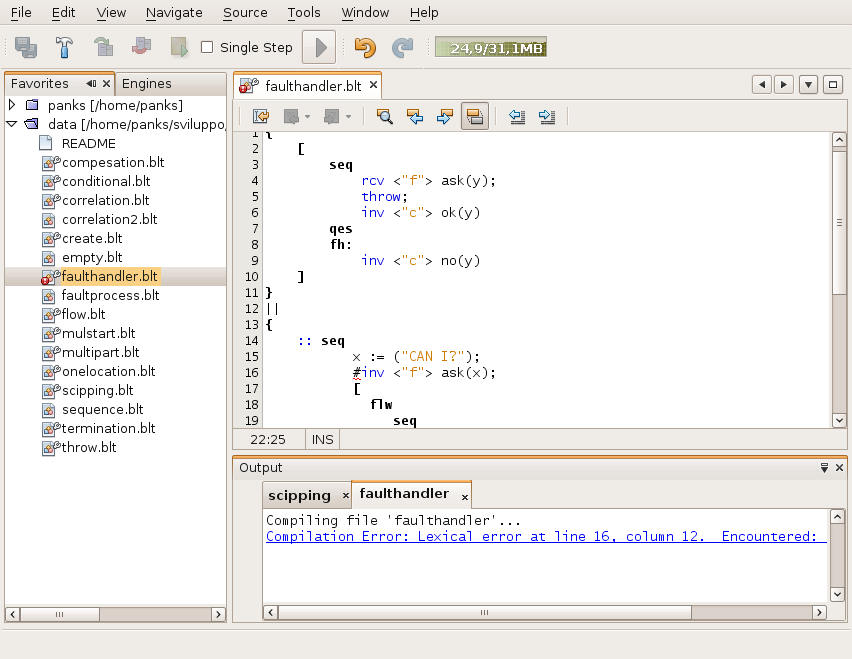 File Edit View Navigate Source Tools Window Help
Single Step
24,9/31,1MB
Favorites
Engines
panks [/home/panks]
data [/home/panks/sviluppo
README
compesation.blt
conditional.blt
correlation.blt
correlation2.blt
create.blt
empty.blt
faulthandler.blt
faultprocess.blt
flow.blt
mulstart.blt
multipart.blt
onelocation.blt
scipping.blt
sequence.blt
termination.blt
throw.blt
faulthandler.blt
1 {
2 [
3 seq
4 rcv <"f"> ask(y);
5 throw;
6 inv <"c"> ok(y)
7 qes
8 fh:
9 inv <"c"> no(y)
10 ]
11 }
12 ||
13 {
14 :: seq
15 x := ("CAN I?");
16 #inv <"f"> ask(x);
17 [
18 flw
19 seq
22:25 INS
Output
scipping
faulthandler
Compiling file 'faulthandler'...
Compilation Error: Lexical error at line 16, column 12. Encountered: